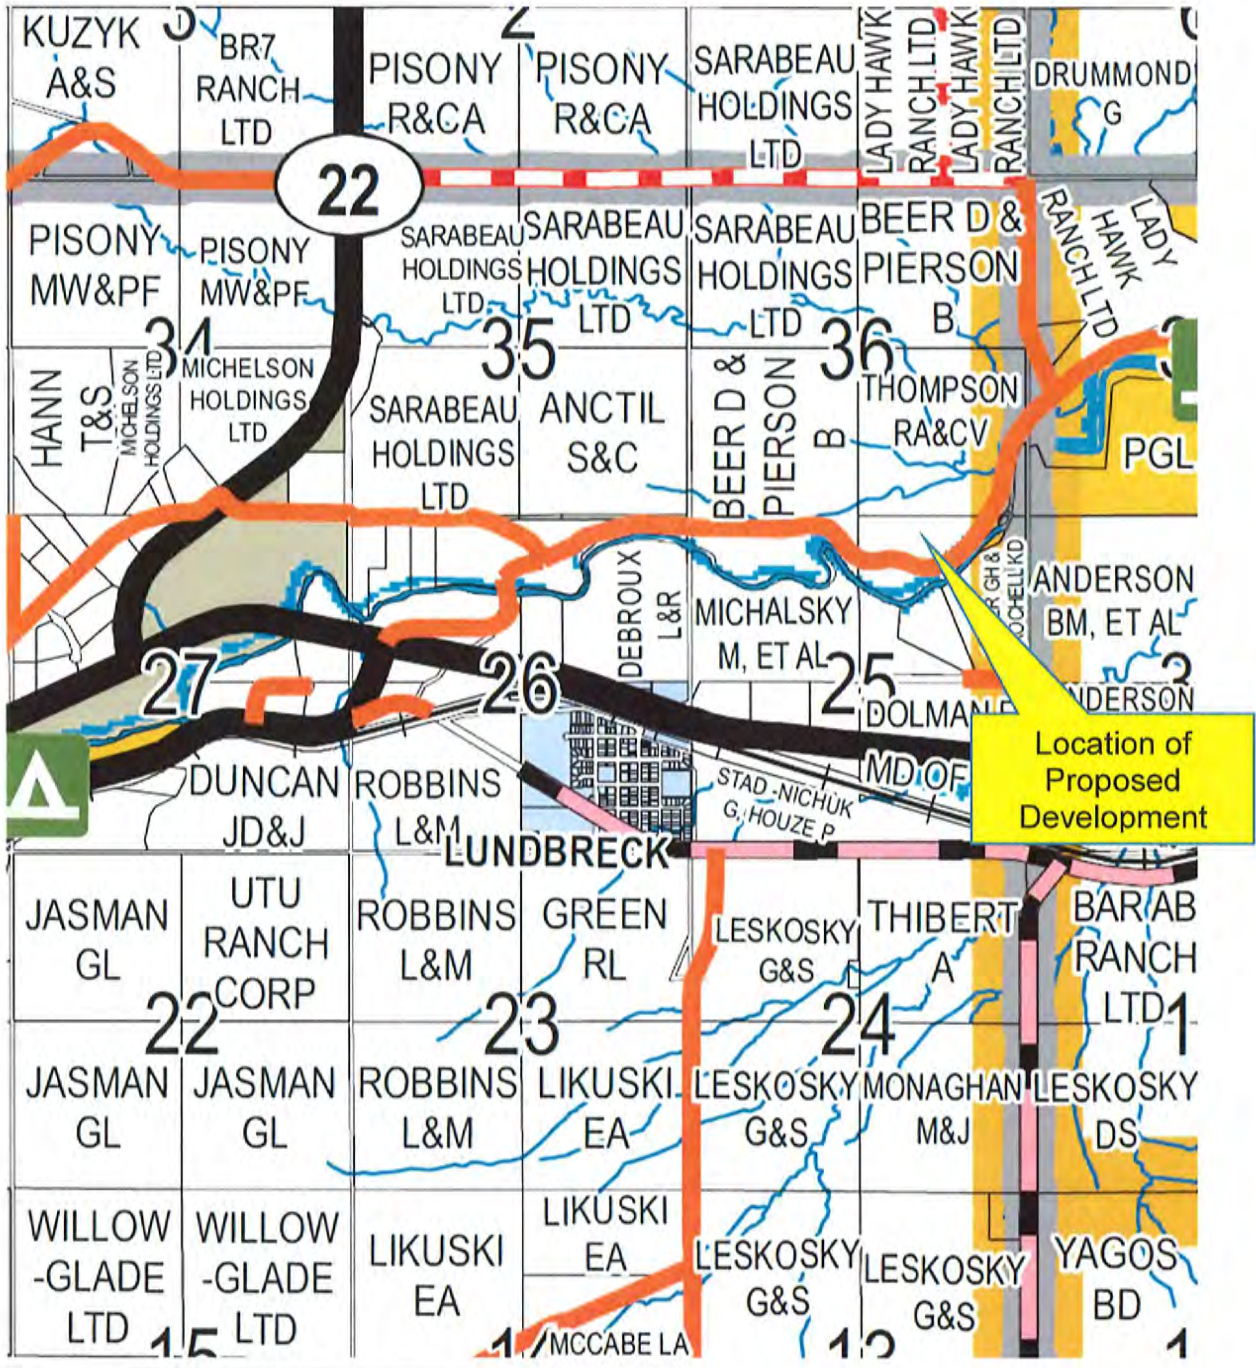 KUZYK
A&S
3
BR7
RANCH
LTD
PISONY
R&CA
2
PISONY
R&CA
SARABEAU
HOLDINGS
LTD
LADY HAWK
RANCH LTD
LADY HAWK
RANCH LTD
DRUMMOND
G
22
PISONY
MW&PF
PISONY
MW&PF
SARABEAU
HOLDINGS
LTD
SARABEAU
HOLDINGS
LTD
SARABEAU
HOLDINGS
LTD
BEER D &
PIERSON
B
LADY
HAWK
RANCH LTD
34
35
36
HANN
T&S
MICHELSON
HOLDINGS LTD
MICHELSON
HOLDINGS
LTD
SARABEAU
HOLDINGS
LTD
ANCTIL
S&C
BEER D &
PIERSON
B
THOMPSON
RA&CV
PGL
DEBROUX
L&R
MICHALSKY
M, ET AL
ANDERSON
BM, ET AL
27
26
25
DOLMAN
Location of
Proposed
Development
DUNCAN
JD&J
ROBBINS
L&M
STAD -NICHUK
G, HOUZE P
MD OF
LUNDBRECK
JASMAN
GL
UTU
RANCH
CORP
ROBBINS
L&M
GREEN
RL
LESKOSKY
G&S
THIBERT
A
BAR AB
RANCH
LTD
22
23
24
1
JASMAN
GL
JASMAN
GL
ROBBINS
L&M
LIKUSKI
EA
LESKOSKY
G&S
MONAGHAN
M&J
LESKOSKY
DS
WILLOW
-GLADE
LTD
WILLOW
-GLADE
LTD
LIKUSKI
EA
LIKUSKI
EA
LESKOSKY
G&S
LESKOSKY
G&S
YAGOS
BD
15
MCCABE LA